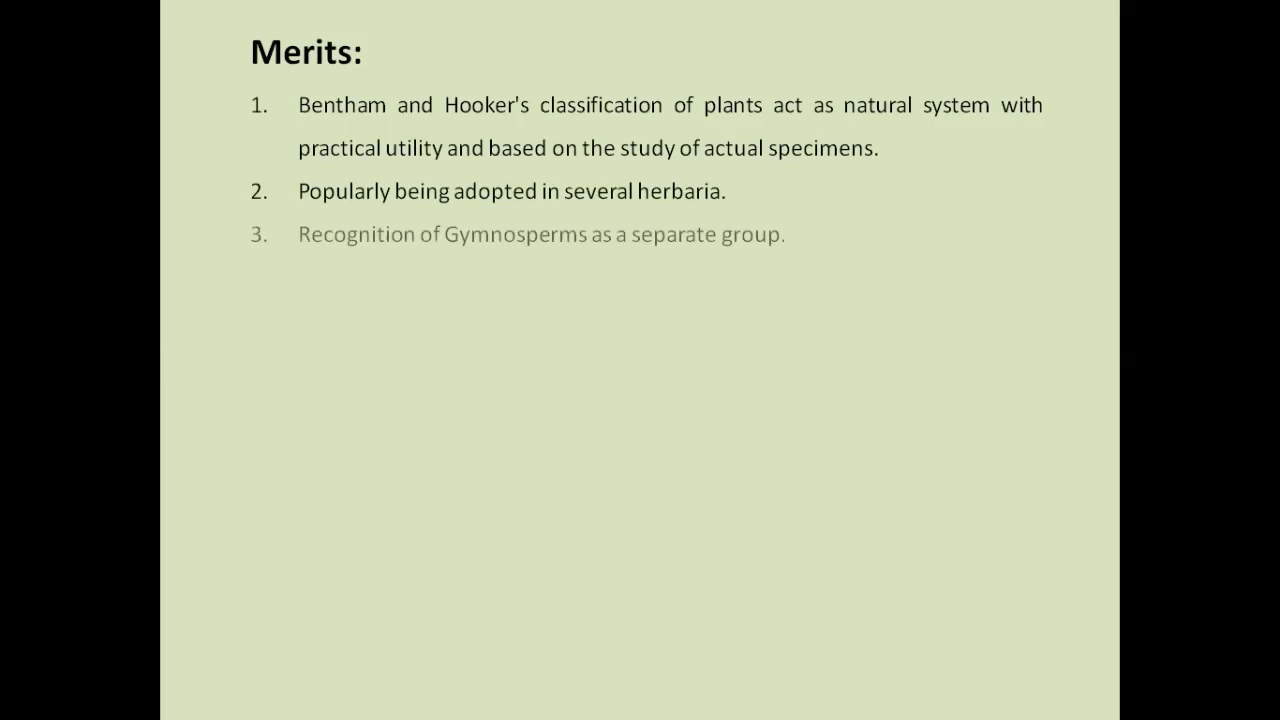 Merits:
1. Bentham and Hooker's classification of plants act as natural system with
practical utility and based on the study of actual specimens.
2. Popularly being adopted in several herbaria.
3. Recognition of Gymnosperms as a separate group.